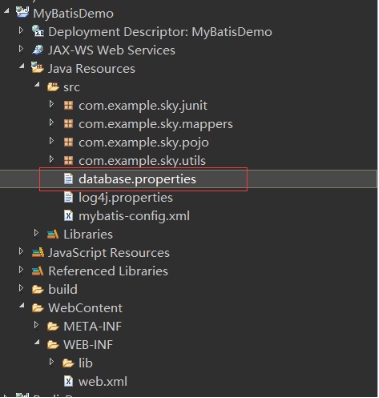 MyBatisDemo
Deployment Descriptor: MyBatisDemo
JAX-WS Web Services
Java Resources
src
com.example.sky.junit
com.example.sky.mappers
com.example.sky.pojo
com.example.sky.utils
database.properties
log4j.properties
mybatis-config.xml
Libraries
JavaScript Resources
Referenced Libraries
build
WebContent
META-INF
WEB-INF
lib
web.xml